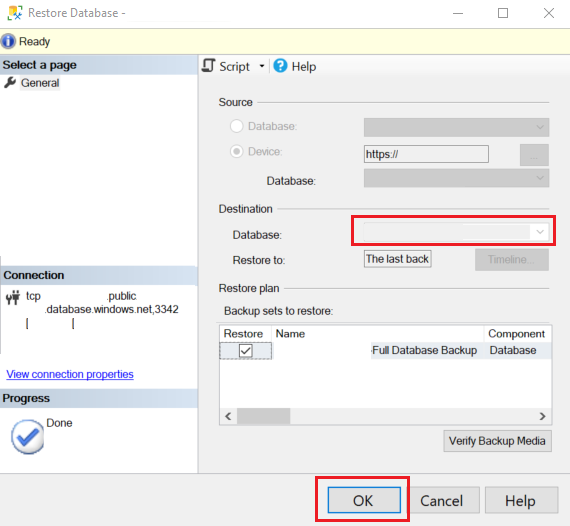 Restore Database -
Ready
Select a page
General
Script Help
Source
Database:
Device: https:// ...
Database:
Destination
Database:
Restore to: The last back Timeline...
Restore plan
Backup sets to restore:
Restore Name Component
-Full Database Backup Database
Verify Backup Media
Connection
tcp .public
.database.windows.net,3342
[ [
View connection properties
Progress
Done
OK Cancel Help